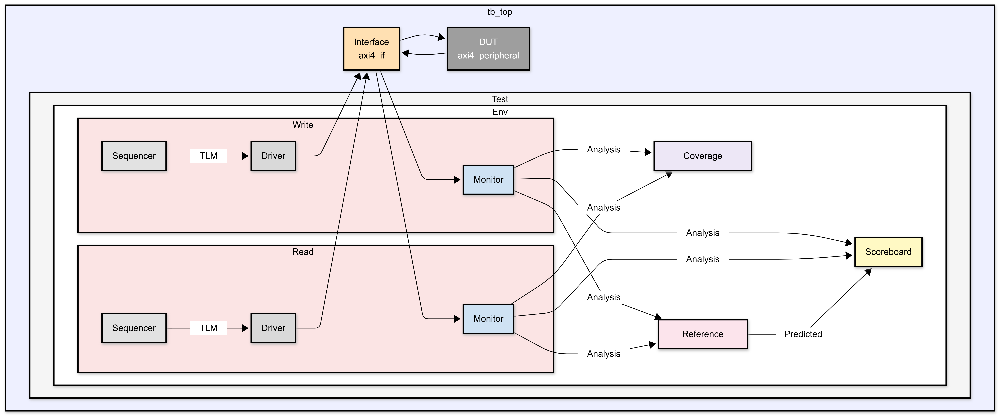 tb_top
Interface
axi4_if
DUT
axi4_peripheral
Test
Env
Write
Sequencer
TLM
Driver
Monitor
Analysis
Coverage
Analysis
Analysis
Read
Analysis
Scoreboard
Sequencer
TLM
Driver
Monitor
Analysis
Reference
Predicted
Analysis